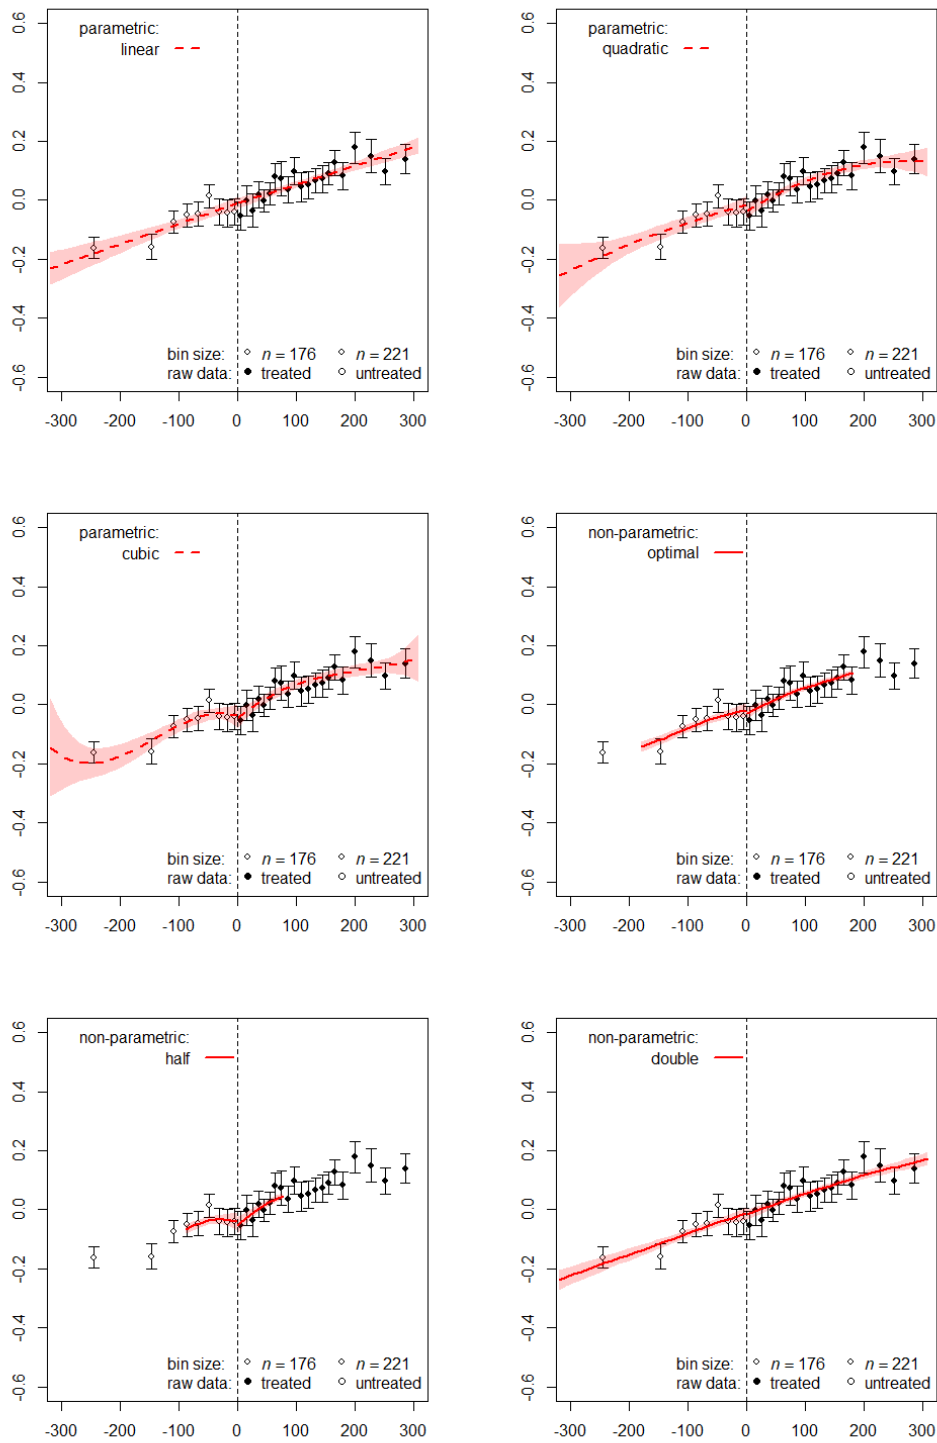 parametric:
linear
0.6
0.4
0.2
0.0
-0.2
-0.4
-0.6
bin size: n = 176 n = 221
raw data: treated untreated
-300 -200 -100 0 100 200 300
parametric:
quadratic
0.6
0.4
0.2
0.0
-0.2
-0.4
-0.6
bin size: n = 176 n = 221
raw data: treated untreated
-300 -200 -100 0 100 200 300
parametric:
cubic
0.6
0.4
0.2
0.0
-0.2
-0.4
-0.6
bin size: n = 176 n = 221
raw data: treated untreated
-300 -200 -100 0 100 200 300
non-parametric:
optimal
0.6
0.4
0.2
0.0
-0.2
-0.4
-0.6
bin size: n = 176 n = 221
raw data: treated untreated
-300 -200 -100 0 100 200 300
non-parametric:
half
0.6
0.4
0.2
0.0
-0.2
-0.4
-0.6
bin size: n = 176 n = 221
raw data: treated untreated
-300 -200 -100 0 100 200 300
non-parametric:
double
0.6
0.4
0.2
0.0
-0.2
-0.4
-0.6
bin size: n = 176 n = 221
raw data: treated untreated
-300 -200 -100 0 100 200 300